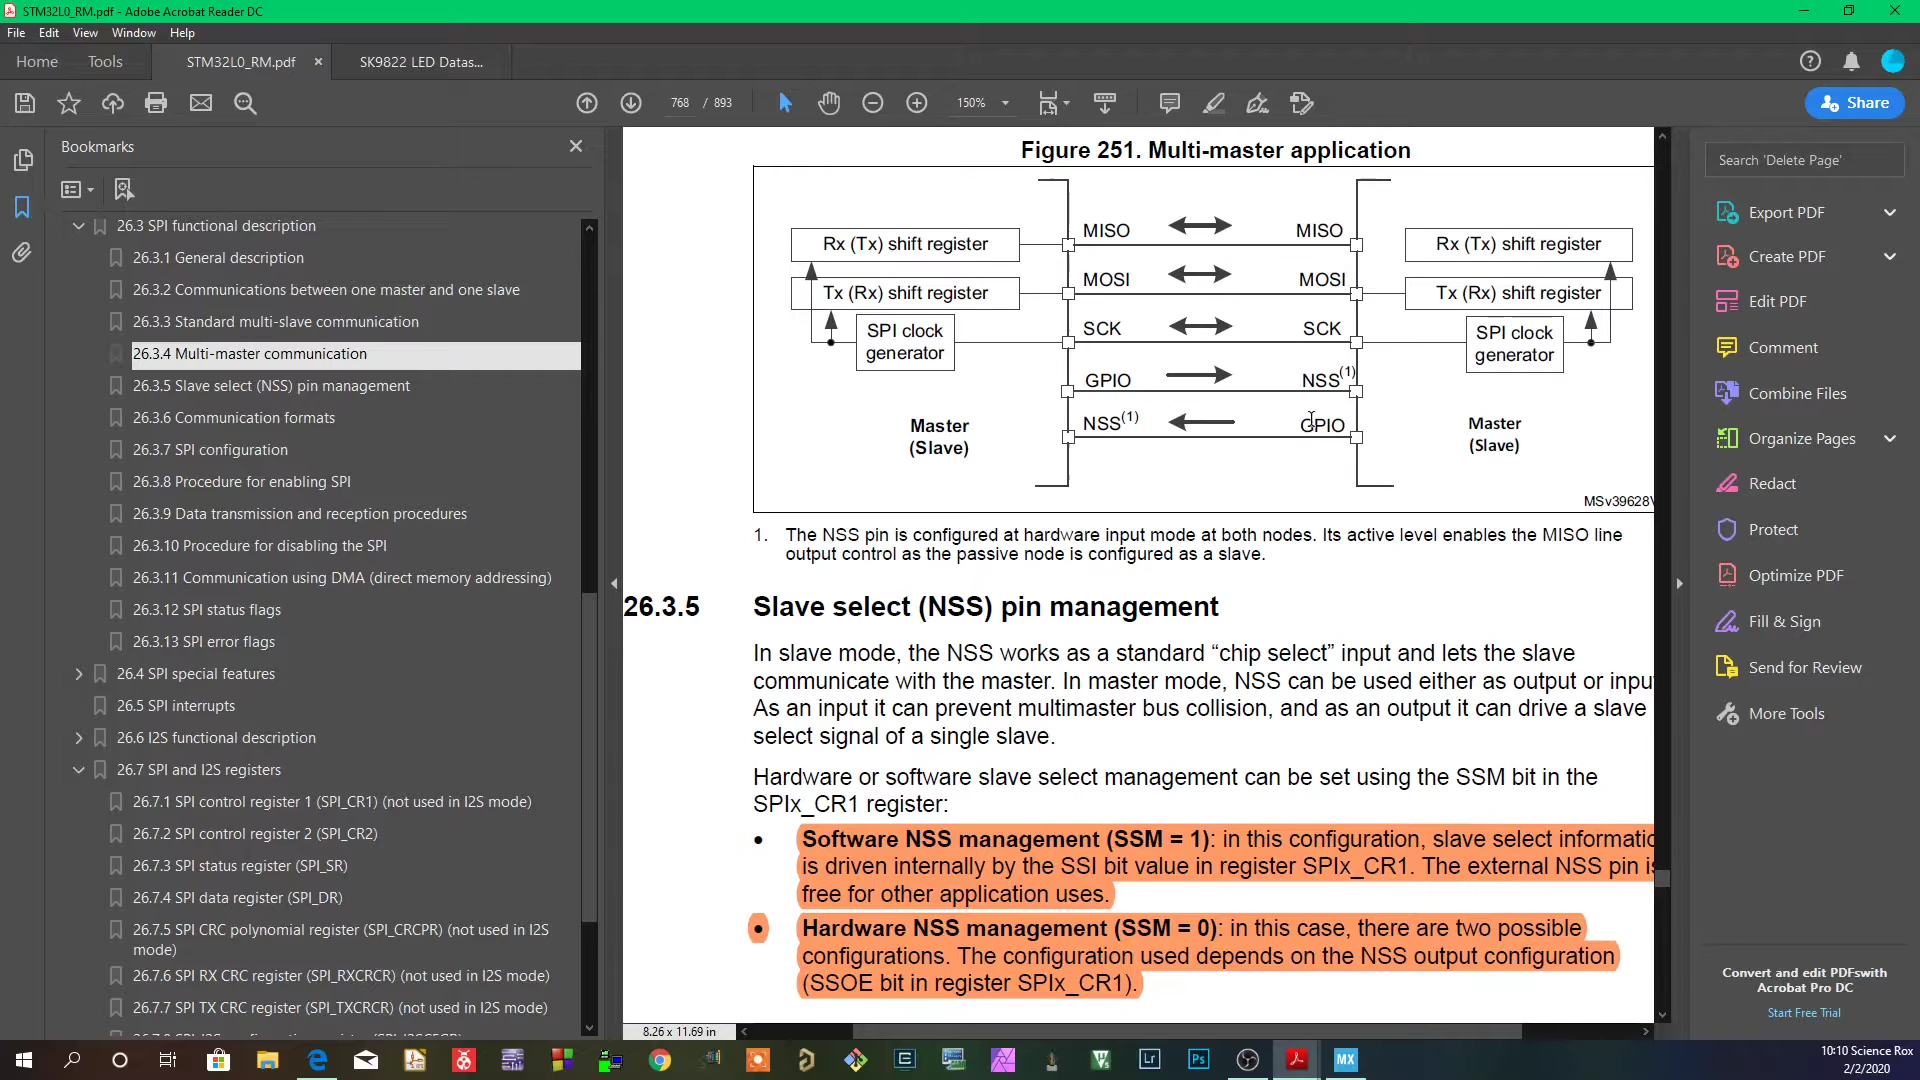 STM32L0_RM.pdf - Adobe Acrobat Reader DC
File Edit View Window Help
Home Tools STM32L0_RM.pdf × SK9822 LED Datas...
768 / 893 150% Share
Bookmarks
26.3 SPI functional description
26.3.1 General description
26.3.2 Communications between one master and one slave
26.3.3 Standard multi-slave communication
26.3.4 Multi-master communication
26.3.5 Slave select (NSS) pin management
26.3.6 Communication formats
26.3.7 SPI configuration
26.3.8 Procedure for enabling SPI
26.3.9 Data transmission and reception procedures
26.3.10 Procedure for disabling the SPI
26.3.11 Communication using DMA (direct memory addressing)
26.3.12 SPI status flags
26.3.13 SPI error flags
26.4 SPI special features
26.5 SPI interrupts
26.6 I2S functional description
26.7 SPI and I2S registers
26.7.1 SPI control register 1 (SPI_CR1) (not used in I2S mode)
26.7.2 SPI control register 2 (SPI_CR2)
26.7.3 SPI status register (SPI_SR)
26.7.4 SPI data register (SPI_DR)
26.7.5 SPI CRC polynomial register (SPI_CRCPR) (not used in I2S
mode)
26.7.6 SPI RX CRC register (SPI_RXCRCR) (not used in I2S mode)
26.7.7 SPI TX CRC register (SPI_TXCRCR) (not used in I2S mode)
Figure 251. Multi-master application
MISO MISO
Rx (Tx) shift register Rx (Tx) shift register
MOSI MOSI
Tx (Rx) shift register Tx (Rx) shift register
SPI clock
generator
SCK SCK
SPI clock
generator
GPIO NSS(1)
NSS(1) GPIO
Master
(Slave)
Master
(Slave)
MSv39628V
1. The NSS pin is configured at hardware input mode at both nodes. Its active level enables the MISO line
output control as the passive node is configured as a slave.
26.3.5 Slave select (NSS) pin management
In slave mode, the NSS works as a standard “chip select” input and lets the slave
communicate with the master. In master mode, NSS can be used either as output or inpu
As an input it can prevent multimaster bus collision, and as an output it can drive a slave
select signal of a single slave.
Hardware or software slave select management can be set using the SSM bit in the
SPIx_CR1 register:
• Software NSS management (SSM = 1): in this configuration, slave select informatio
is driven internally by the SSI bit value in register SPIx_CR1. The external NSS pin is
free for other application uses.
• Hardware NSS management (SSM = 0): in this case, there are two possible
configurations. The configuration used depends on the NSS output configuration
(SSOE bit in register SPIx_CR1).
8.26 x 11.69 in
Search 'Delete Page'
Export PDF
Create PDF
Edit PDF
Comment
Combine Files
Organize Pages
Redact
Protect
Optimize PDF
Fill & Sign
Send for Review
More Tools
Convert and edit PDFswith
Acrobat Pro DC
Start Free Trial
Lr Ps MX
10:10 Science Rox
2/2/2020